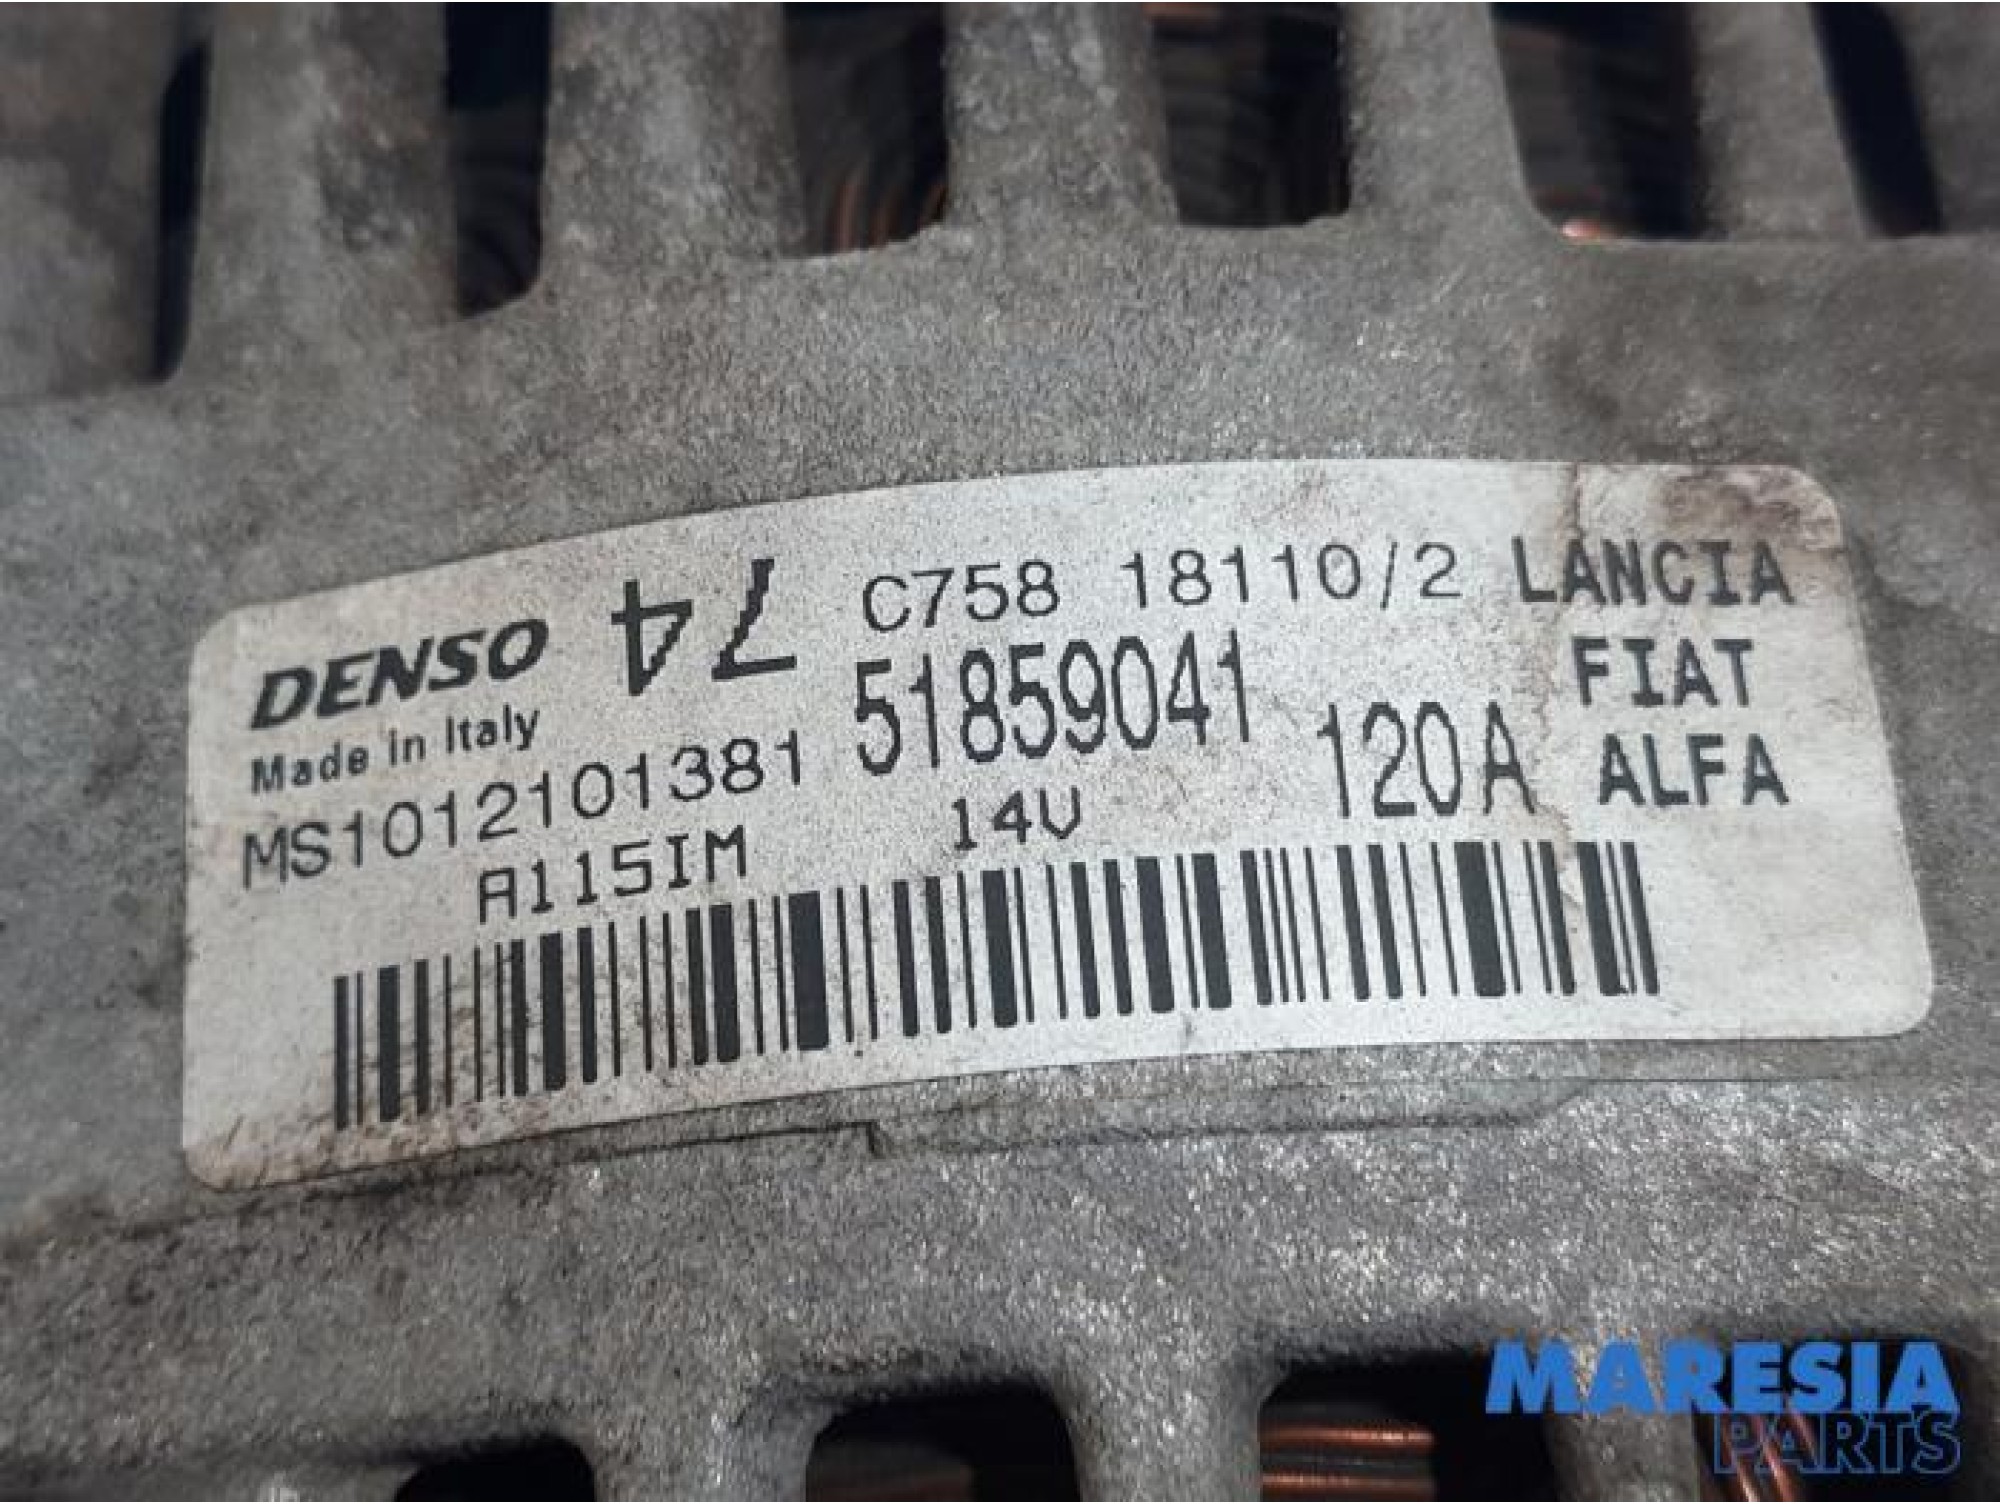 DENSO 74 C758 18110/2 LANCIA
Made in Italy 51859041 FIAT
MS1012101381 120A ALFA
A115IM 14V
MARESIA
PARTS